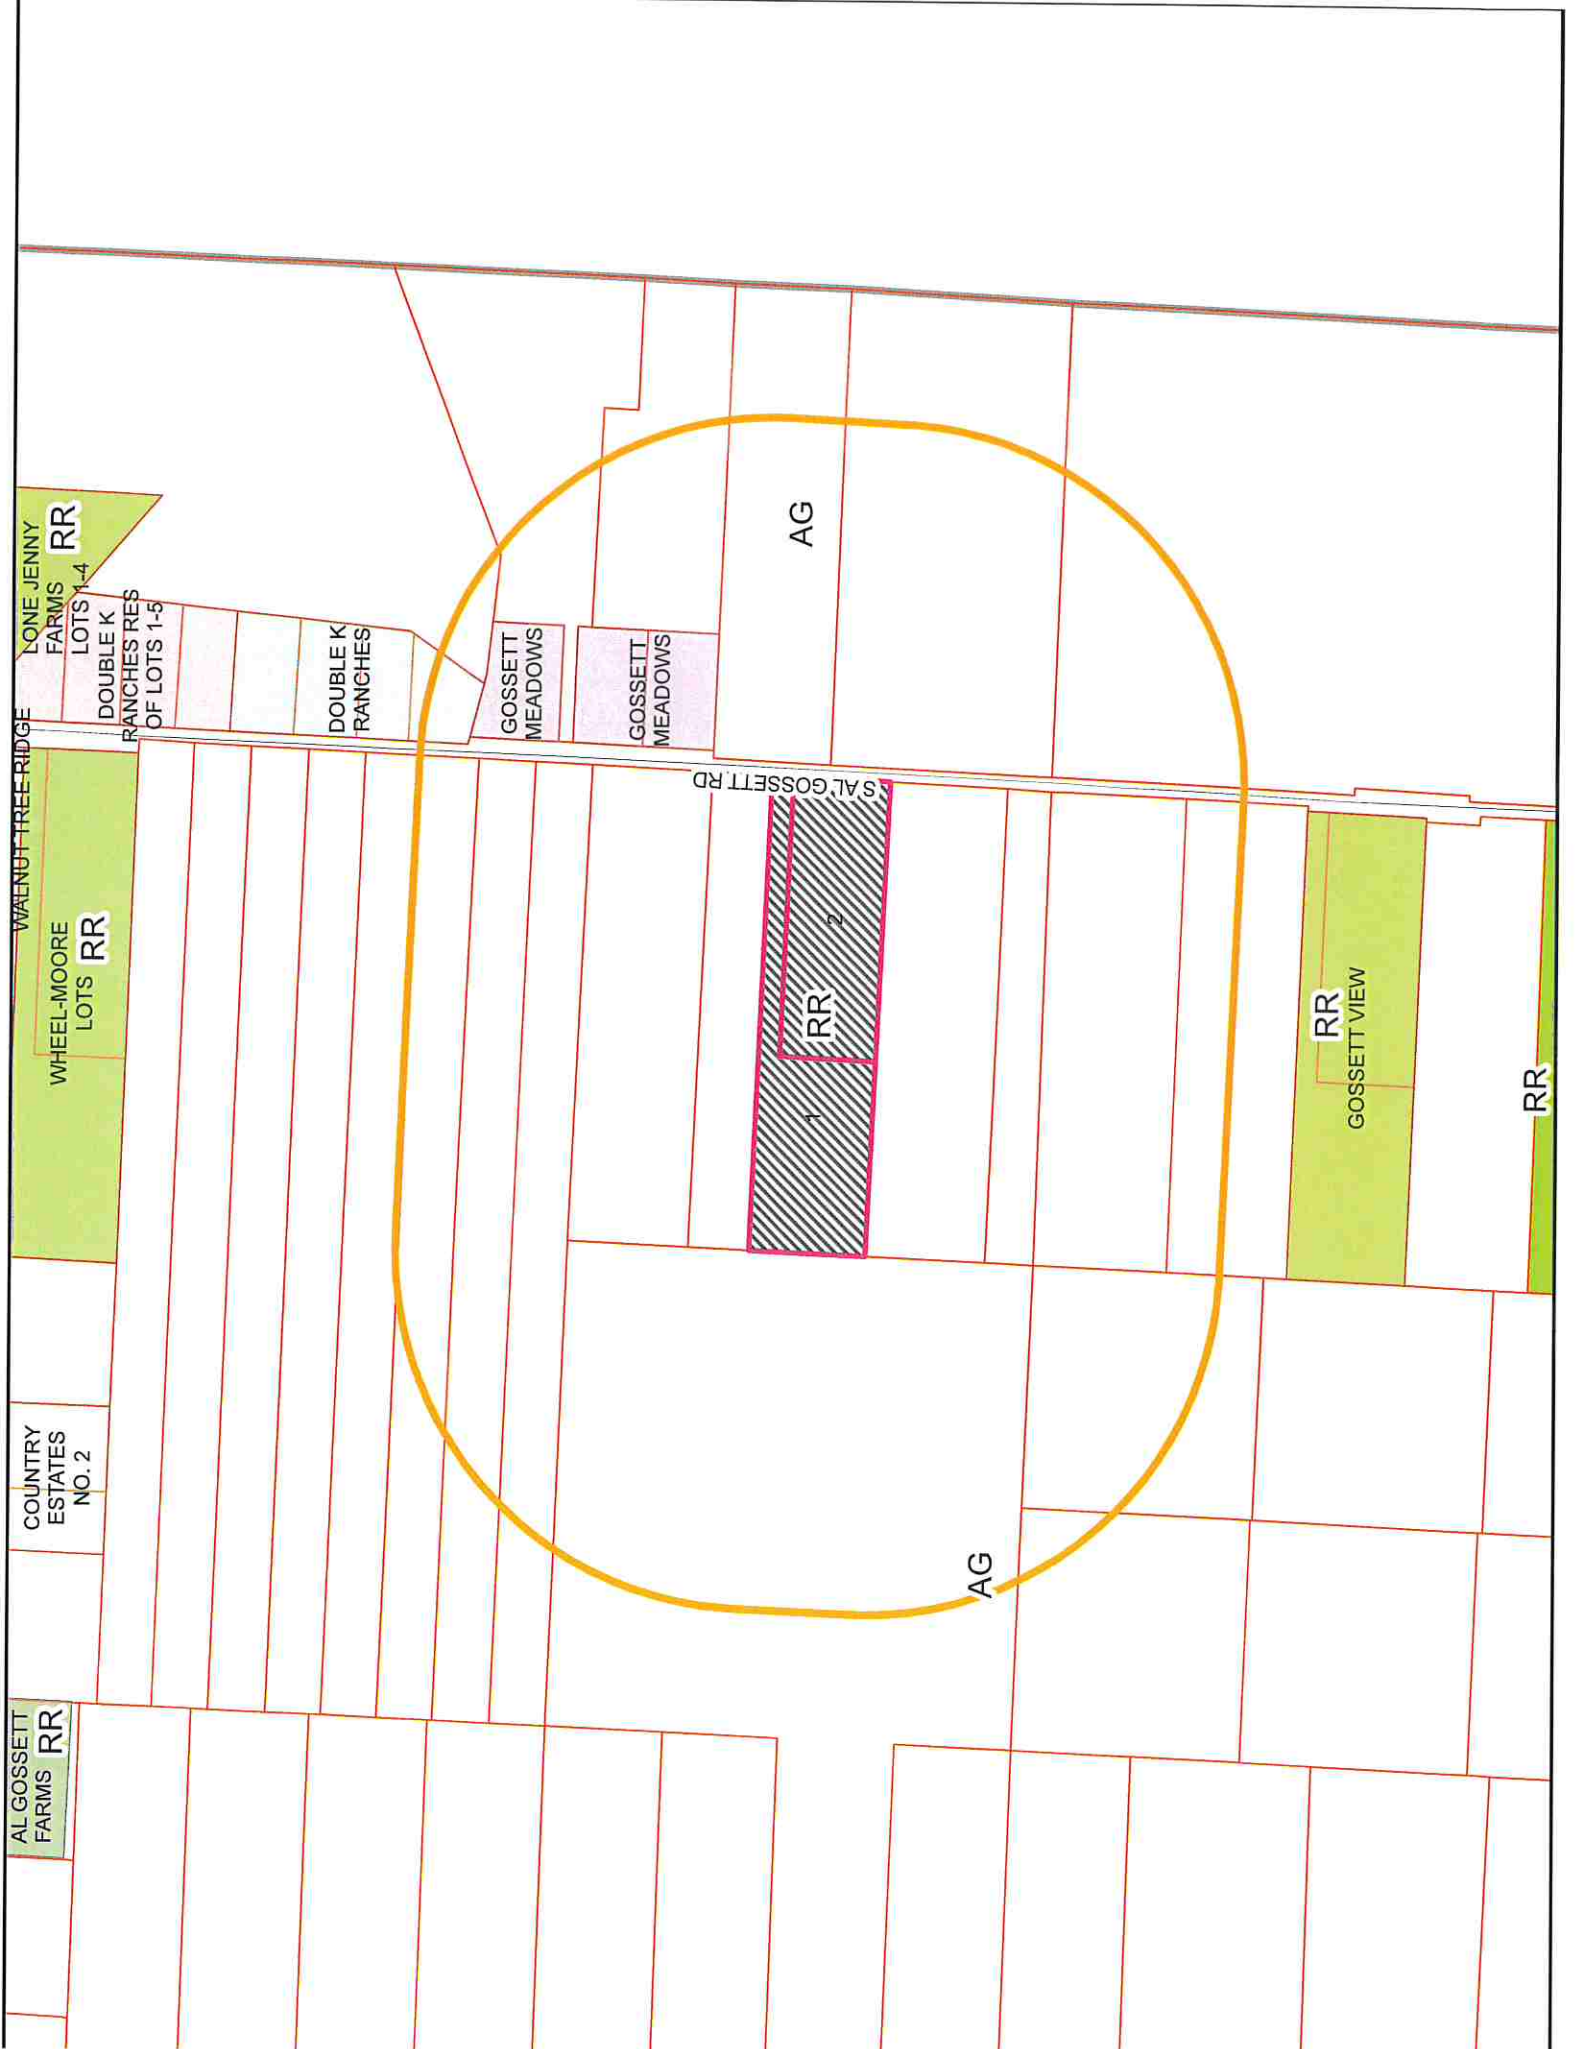 LONE JENNY
FARMS
LOTS 1-4
RR
DOUBLE K
RANCHES RES
OF LOTS 1-5
DOUBLE K
RANCHES
GOSSETT
MEADOWS
GOSSETT
MEADOWS
AG
WALNUT TREE RIDGE
S AL GOSSETT RD
WHEEL-MOORE
LOTS
RR
2
RR
1
RR
GOSSETT VIEW
RR
COUNTRY
ESTATES
NO. 2
AG
AL GOSSETT
FARMS
RR